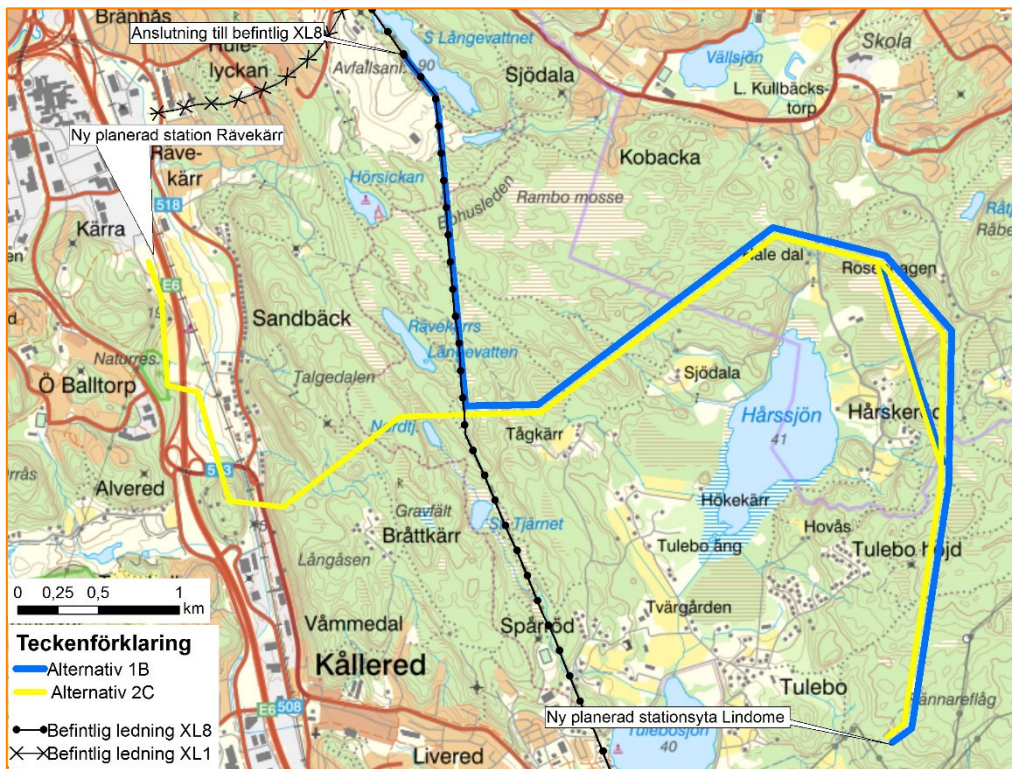 Brännås
Anslutning till befintlig XL8
S Långevattnet
90
Skola
lyckan
Avfallsanl.
Sjödala
Vällsjön
L. Kullbäcks-
torp
Ny planerad station Rävekärr
Räve-
kärr
Kobacka
518
Hörsickan
Bohusleden
Rambo mosse
Kärra
E6
Sandbäck
Rävekärrs
Långevatten
Naturres.
Talgedalen
Sjödala
Hårssjön
41
Ö Balltorp
Nordtj.
Tågkärr
Alvered
Gravfält
Bråttkärr
Hökekärr
Hovås
Långåsen
Tulebo äng
Tulebo höjd
0 0,25 0,5 1
km
Tvärgården
Våmmedal
Spårröd
Teckenförklaring
Kållered
Alternativ 1B
Alternativ 2C
Tulebo
E6
508
Ny planerad stationsyta Lindome
Tulebosjön
40
Befintlig ledning XL8
Befintlig ledning XL1
Livered